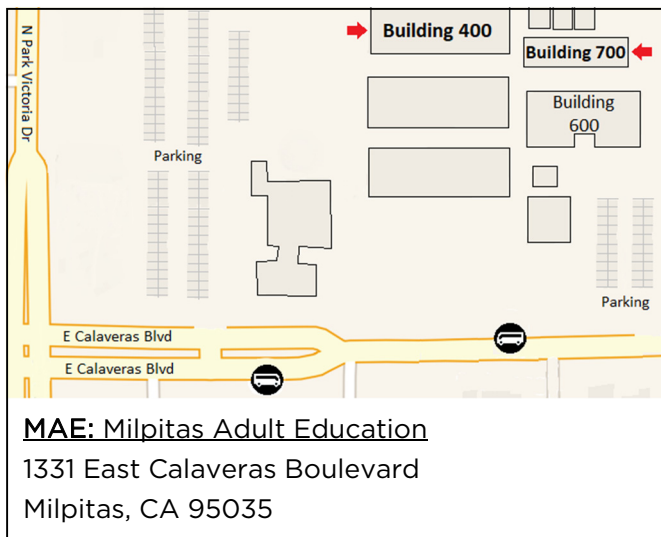 N Park Victoria Dr
Building 400
Building 700
Building
600
Parking
Parking
E Calaveras Blvd
E Calaveras Blvd
MAE: Milpitas Adult Education
1331 East Calaveras Boulevard
Milpitas, CA 95035